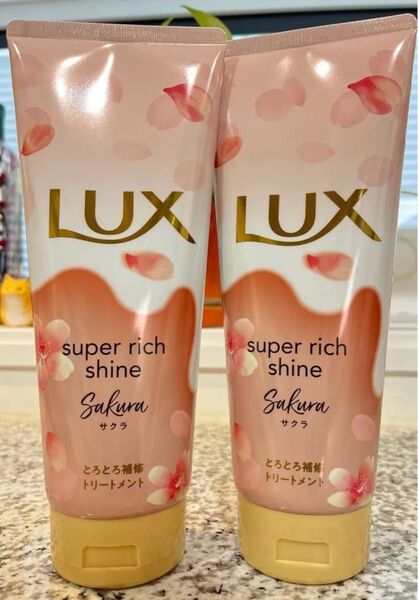 LUX
super rich
shine
Sakura
サクラ
とろとろ補修
トリートメント
LUX
super rich
shine
Sakura
サクラ
とろとろ補修
トリートメント